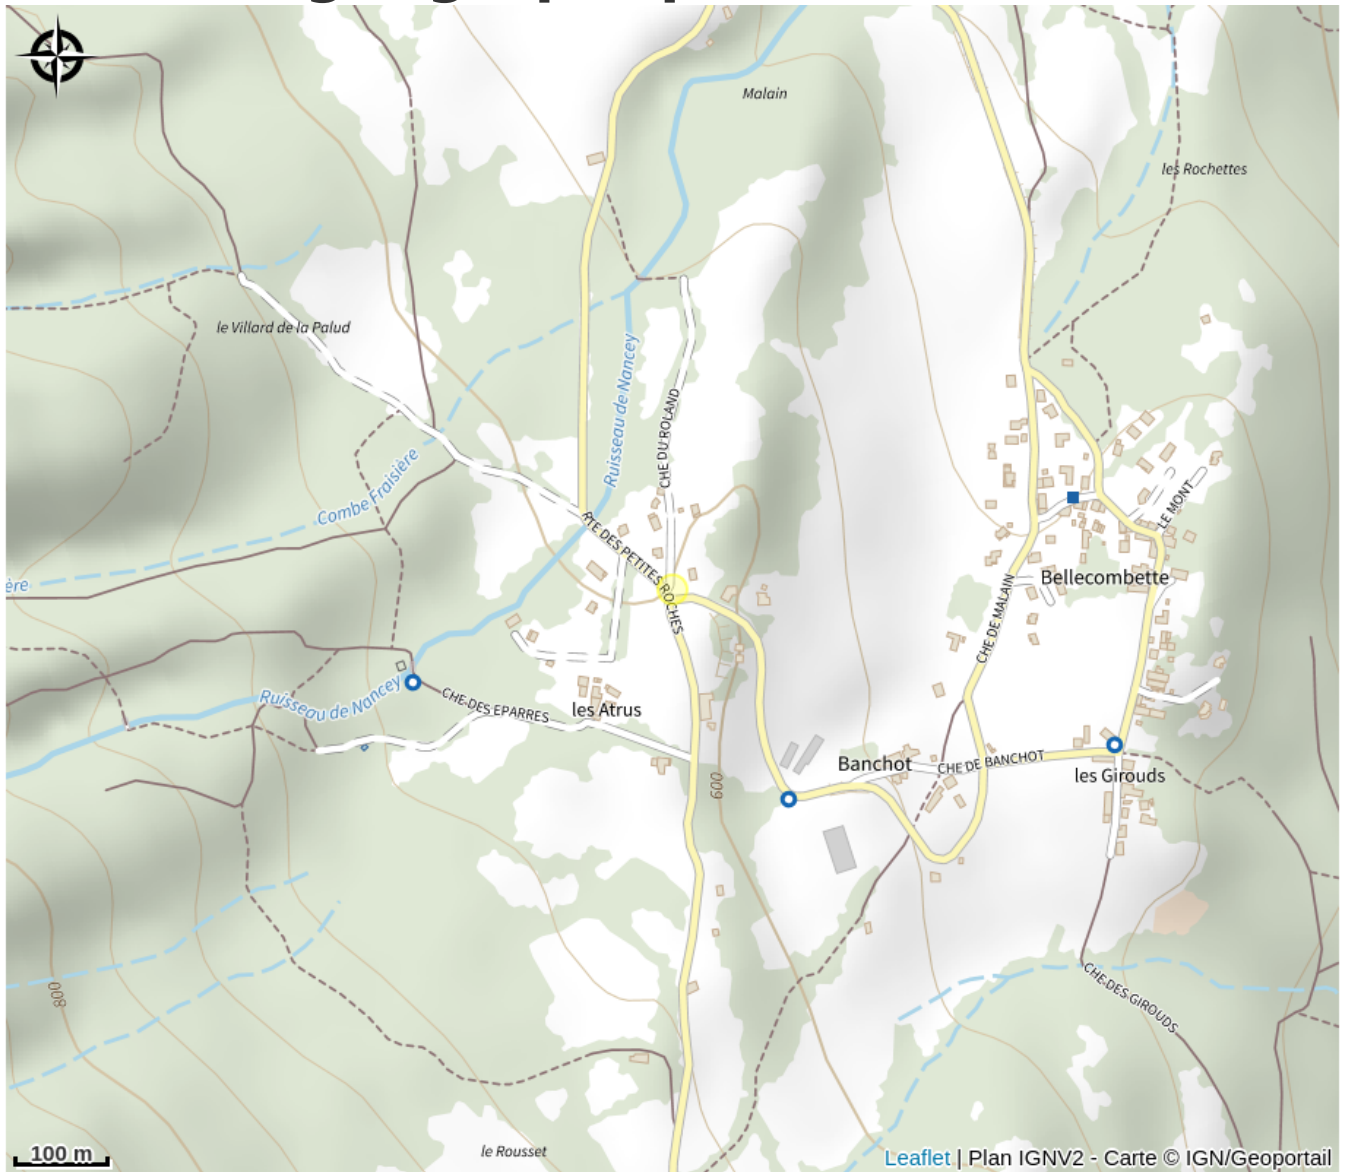 Malain
les Rochettes
le Villard de la Palud
Ruisseau de Nancey
CHE DU ROLAND
Combe Fraisière
LE MONT
ère
RTE DES PETITES ROCHES
Bellecombette
CHE DE MALAIN
Ruisseau de Nancey
CHE DES EPARRES
les Atrus
Banchot
CHE DE BANCHOT
les Girouds
600
800
CHE DES GIROUDS
le Rousset
100 m
Leaflet | Plan IGNV2 - Carte © IGN/Geoportail